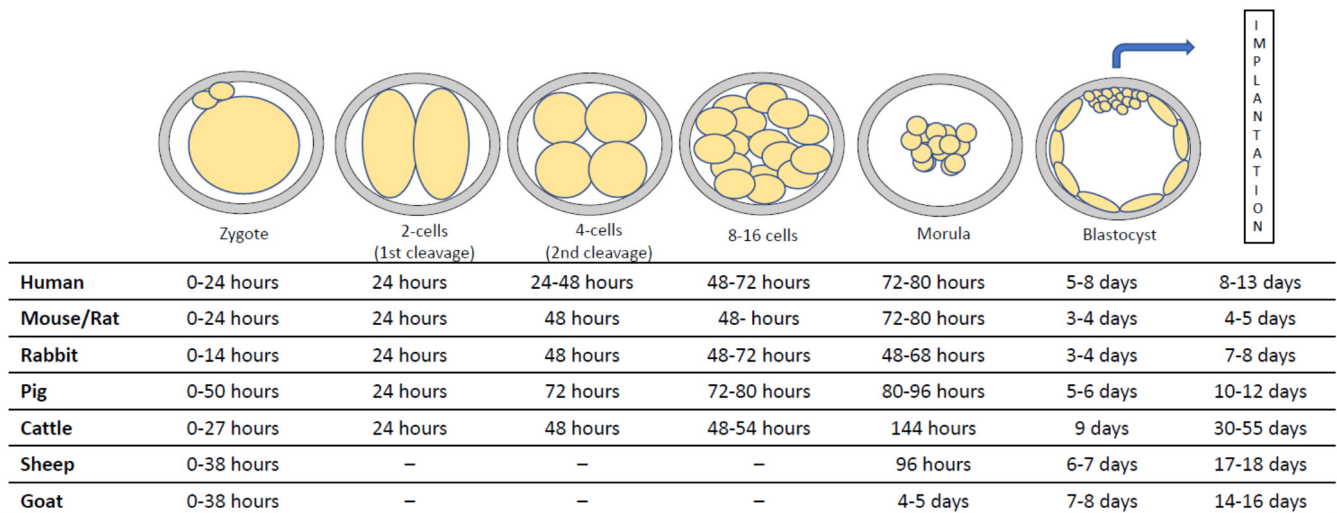 IMPLANTATION
Zygote
2-cells
(1st cleavage)
4-cells
(2nd cleavage)
8-16 cells
Morula
Blastocyst
Human 0-24 hours 24 hours 24-48 hours 48-72 hours 72-80 hours 5-8 days 8-13 days
Mouse/Rat 0-24 hours 24 hours 48 hours 48- hours 72-80 hours 3-4 days 4-5 days
Rabbit 0-14 hours 24 hours 48 hours 48-72 hours 48-68 hours 3-4 days 7-8 days
Pig 0-50 hours 24 hours 72 hours 72-80 hours 80-96 hours 5-6 days 10-12 days
Cattle 0-27 hours 24 hours 48 hours 48-54 hours 144 hours 9 days 30-55 days
Sheep 0-38 hours – – – 96 hours 6-7 days 17-18 days
Goat 0-38 hours – – – 4-5 days 7-8 days 14-16 days